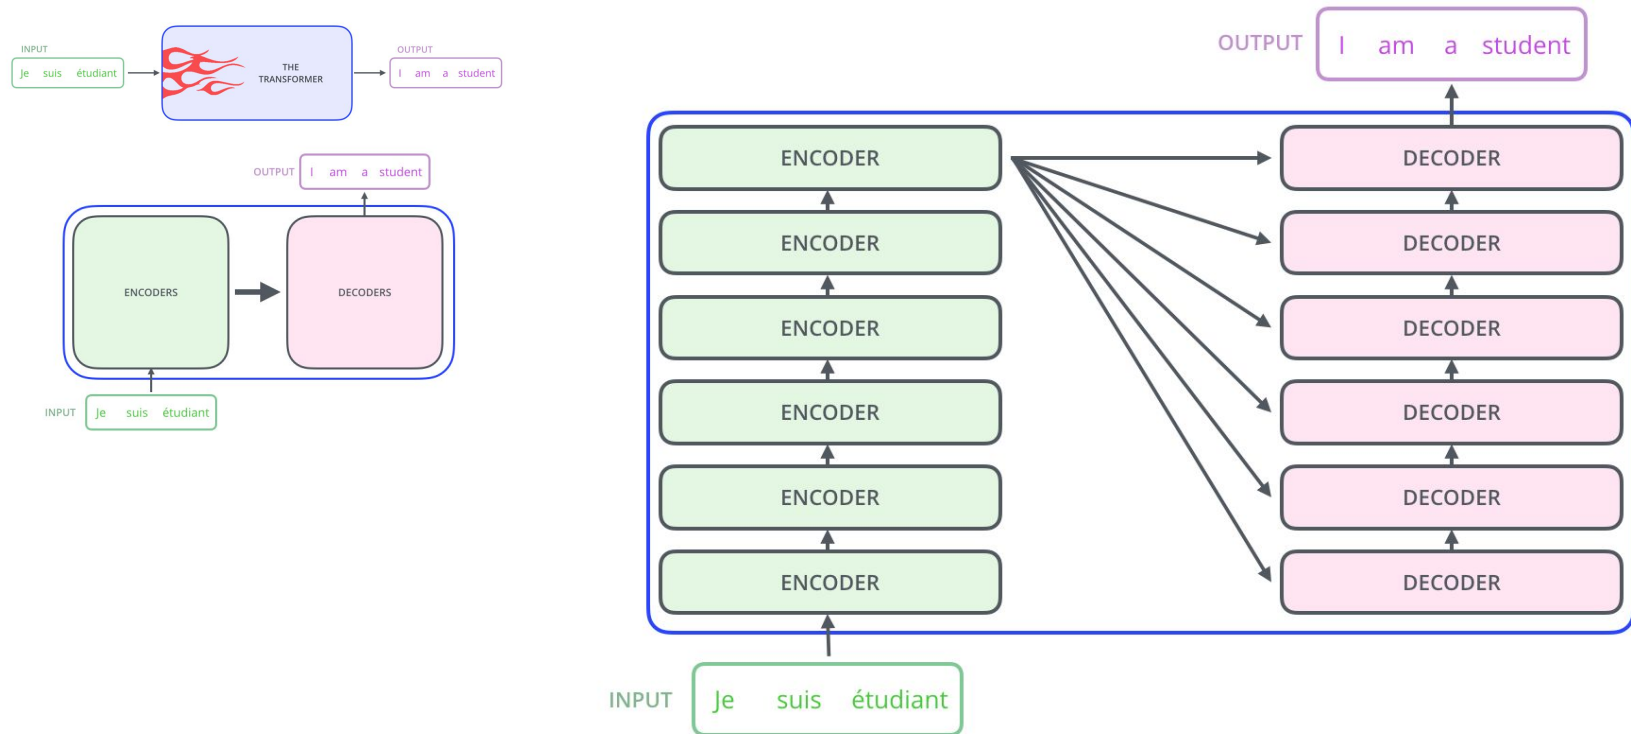 INPUT
Je suis étudiant
THE
TRANSFORMER
OUTPUT
I am a student
OUTPUT I am a student
ENCODERS
DECODERS
INPUT Je suis étudiant
OUTPUT I am a student
ENCODER
DECODER
ENCODER
DECODER
ENCODER
DECODER
ENCODER
DECODER
ENCODER
DECODER
ENCODER
DECODER
INPUT Je suis étudiant